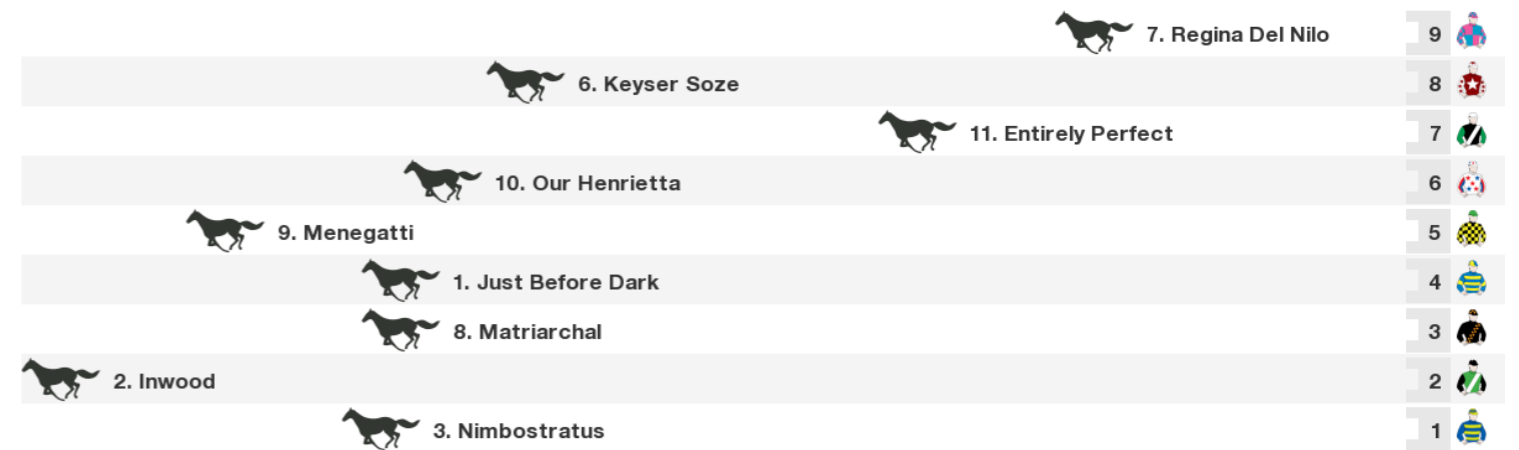 7. Regina Del Nilo 9
6. Keyser Soze 8
11. Entirely Perfect 7
10. Our Henrietta 6
9. Menegatti 5
1. Just Before Dark 4
8. Matriarchal 3
2. Inwood 2
3. Nimbostratus 1